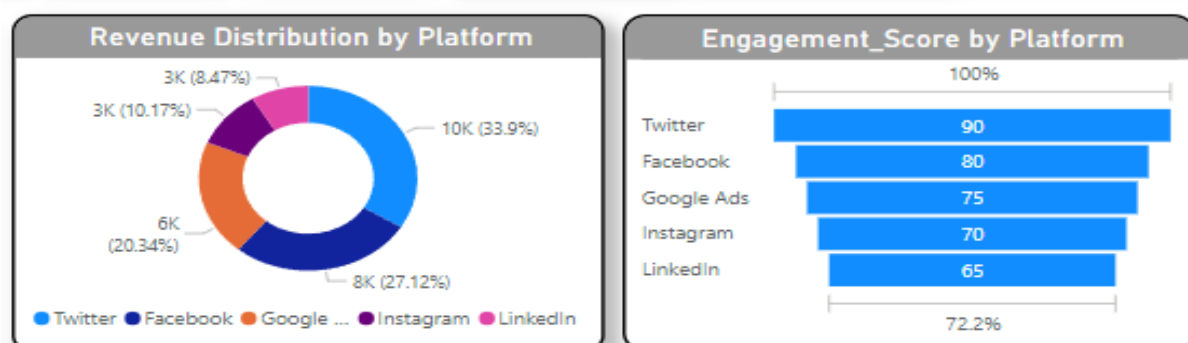 Revenue Distribution by Platform
3K (8.47%)
3K (10.17%)
10K (33.9%)
6K
(20.34%)
8K (27.12%)
Twitter Facebook Google ... Instagram LinkedIn
Engagement_Score by Platform
100%
Twitter 90
Facebook 80
Google Ads 75
Instagram 70
LinkedIn 65
72.2%